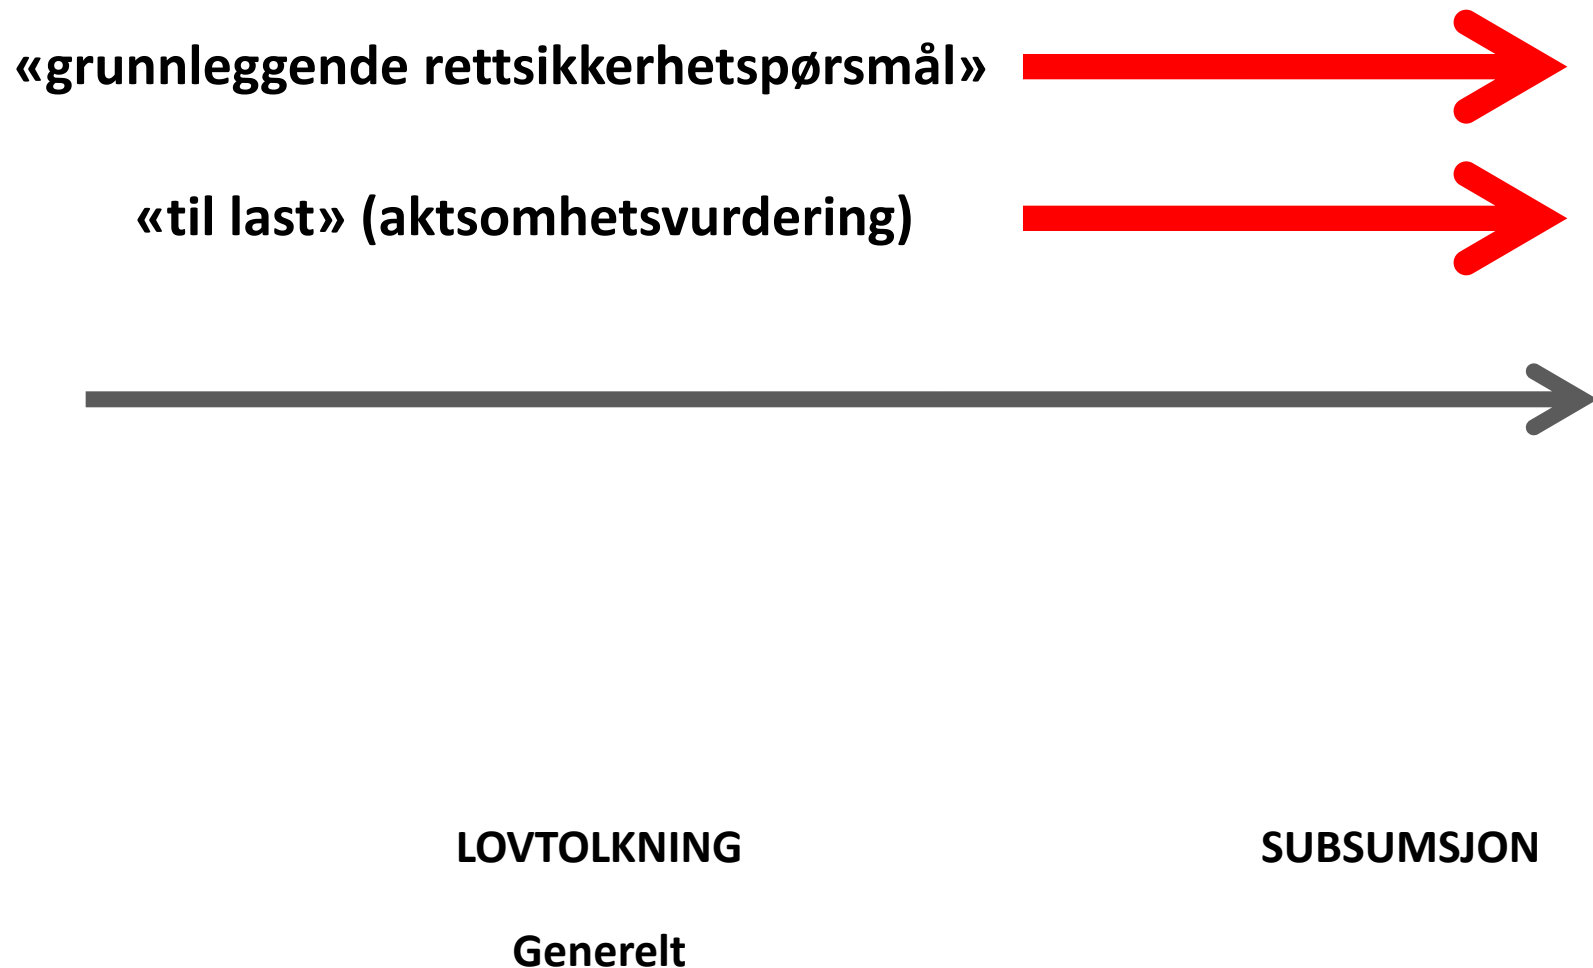 «grunnleggende rettsikkerhetspørsmål»
«til last» (aktsomhetsvurdering)
LOVTOLKNING
SUBSUMSJON
Generelt